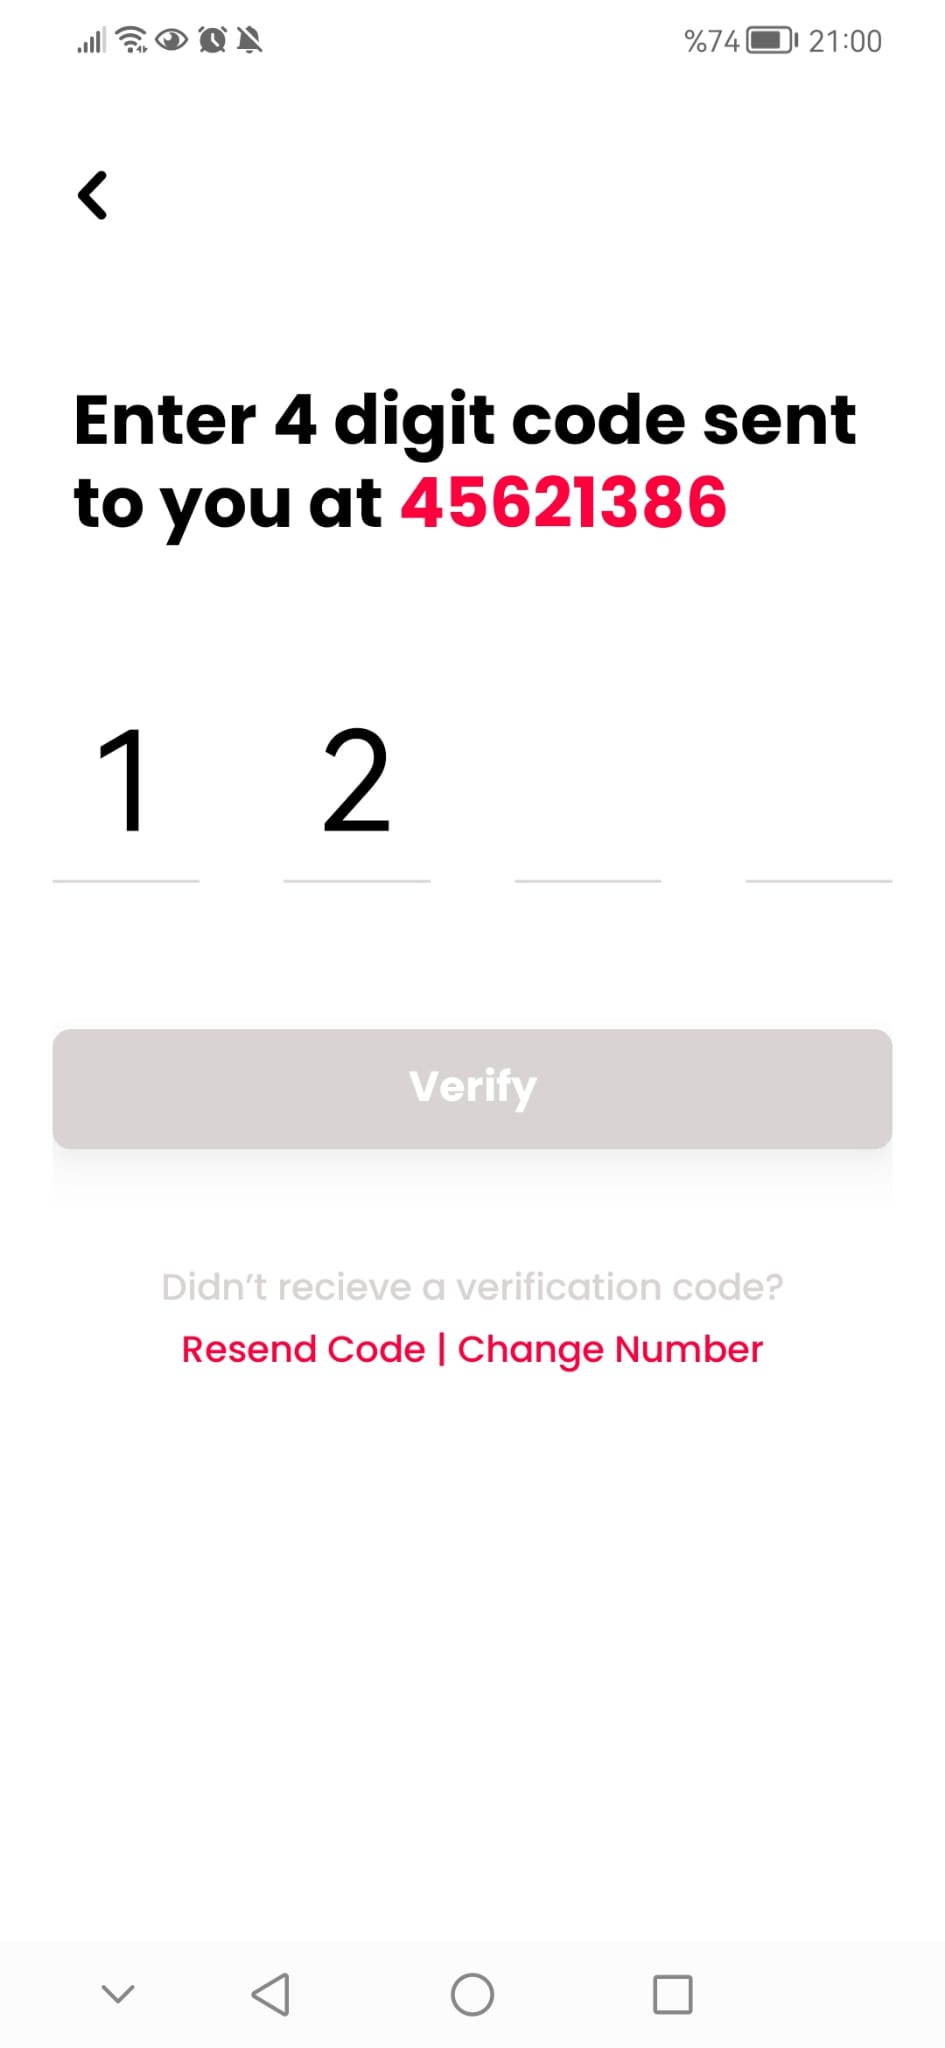 %74 21:00
Enter 4 digit code sent
to you at 45621386
1 2
Verify
Didn't recieve a verification code?
Resend Code | Change Number